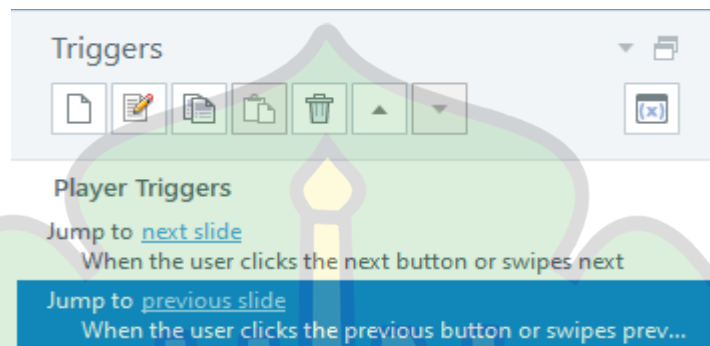 Triggers
(x)
Player Triggers
Jump to next slide
When the user clicks the next button or swipes next
Jump to previous slide
When the user clicks the previous button or swipes prev...